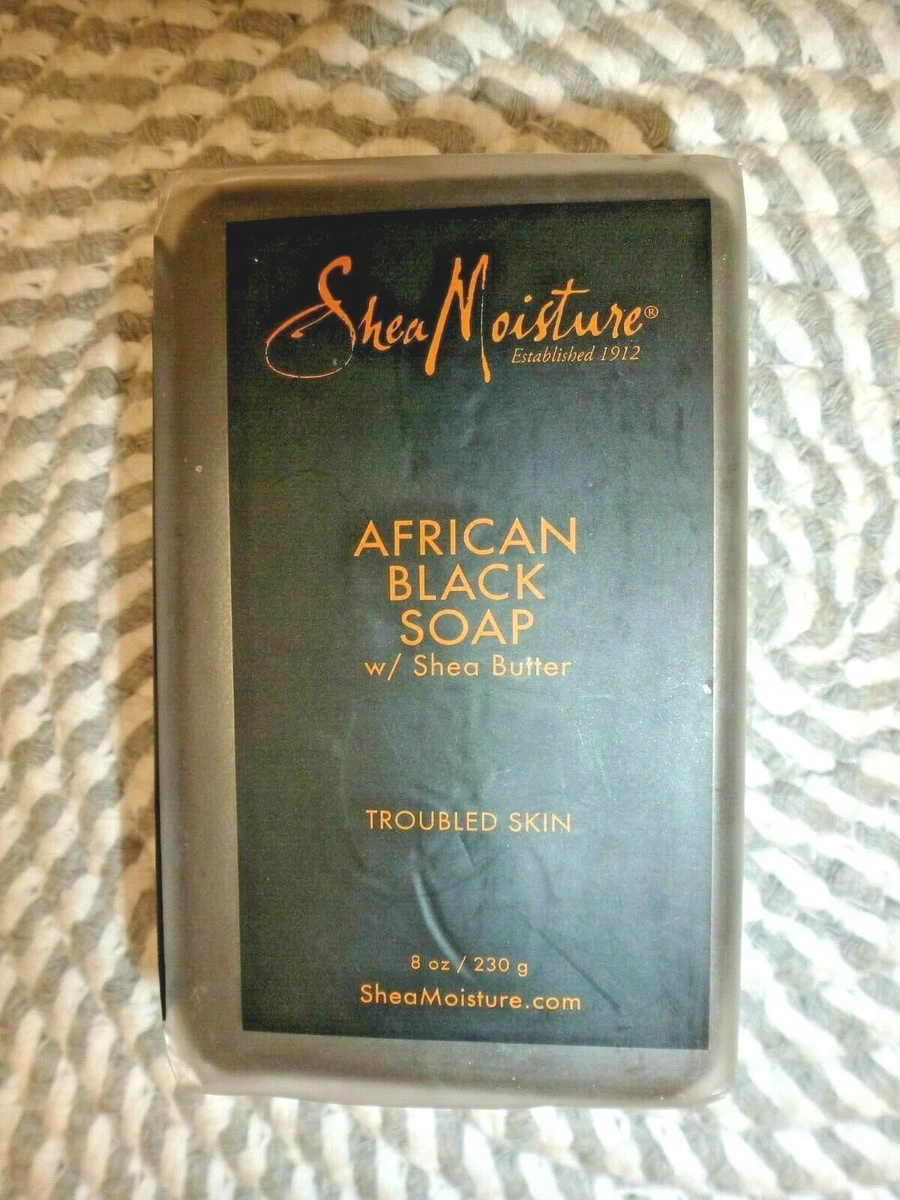 SheaMoisture®
Established 1912
AFRICAN
BLACK
SOAP
w/ Shea Butter
TROUBLED SKIN
8 oz / 230 g
SheaMoisture.com